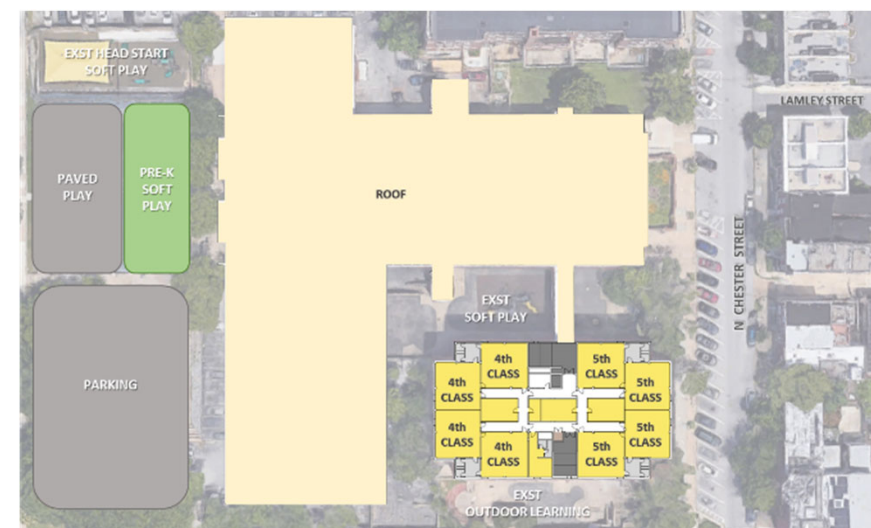 EXST HEAD START
SOFT PLAY
LAMLEY STREET
PAVED
PLAY
PRE-K
SOFT
PLAY
ROOF
N CHESTER STREET
EXST
SOFT PLAY
PARKING
4th
CLASS
5th
CLASS
4th
CLASS
5th
CLASS
4th
CLASS
5th
CLASS
4th
CLASS
5th
CLASS
EXST
OUTDOOR LEARNING